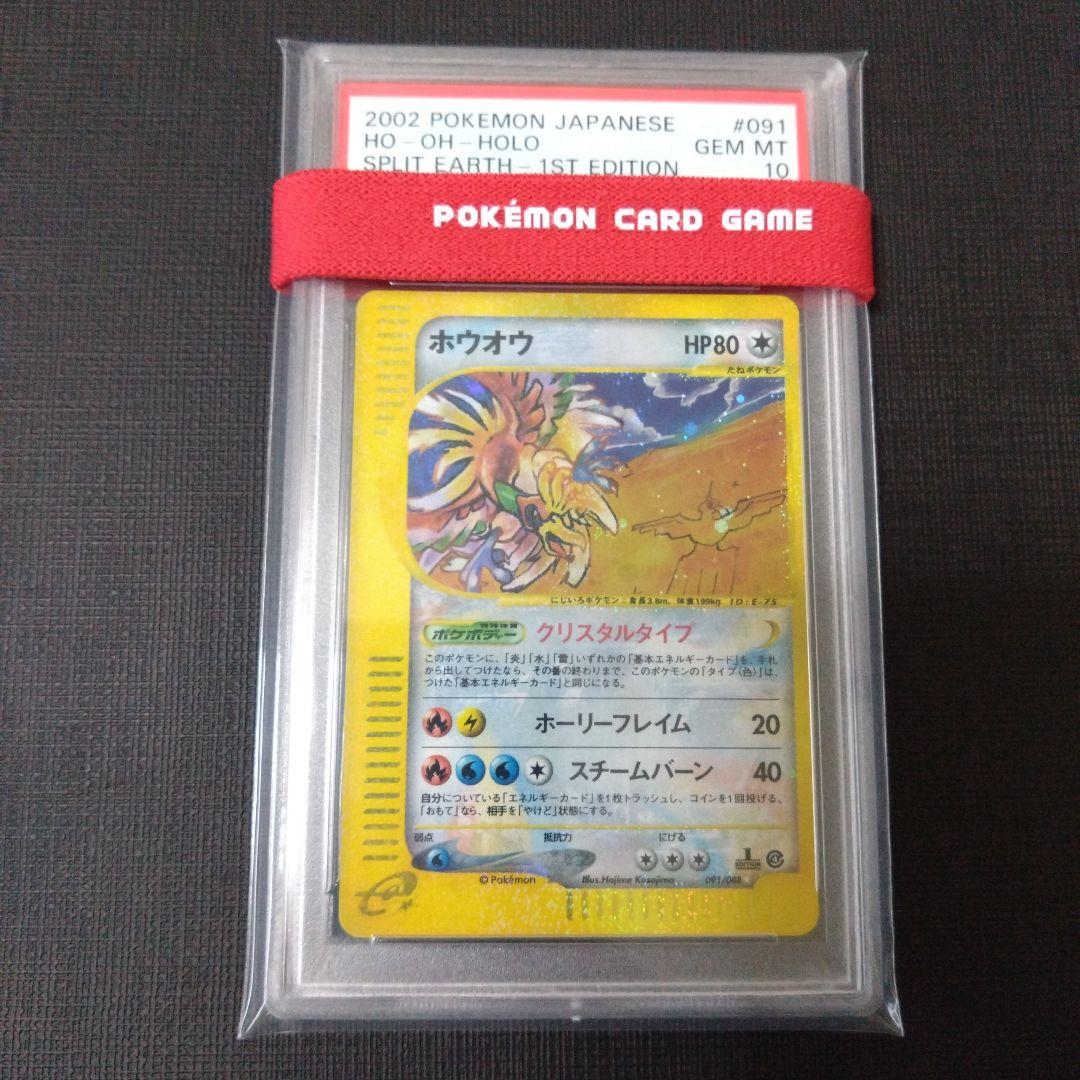 2002 POKEMON JAPANESE #091
HO-OH-HOLO GEM MT
SPLIT EARTH-1ST EDITION 10
POKÉMON CARD GAME
ホウオウ HP80
たねポケモン
にじいろポケモン：身長3.8m、体重199kg ID:E-75
特殊体質
ポケボディー クリスタルタイプ
このポケモンに、「炎」「水」「雷」いずれかの「基本エネルギーカード」を、手札
から出してつけたなら、その番の終わりまで、このポケモンの「タイプ(色)」は、
つけた「基本エネルギーカード」と同じになる。
ホーリーフレイム 20
スチームバーン 40
自分についている「エネルギーカード」を1枚トラッシュし、コインを1回投げる。
「おもて」なら、相手を「やけど」状態にする。
弱点 抵抗力 にげる
1 EDITION
©Pokémon Illus.Hajime Kusajima 091/088
e